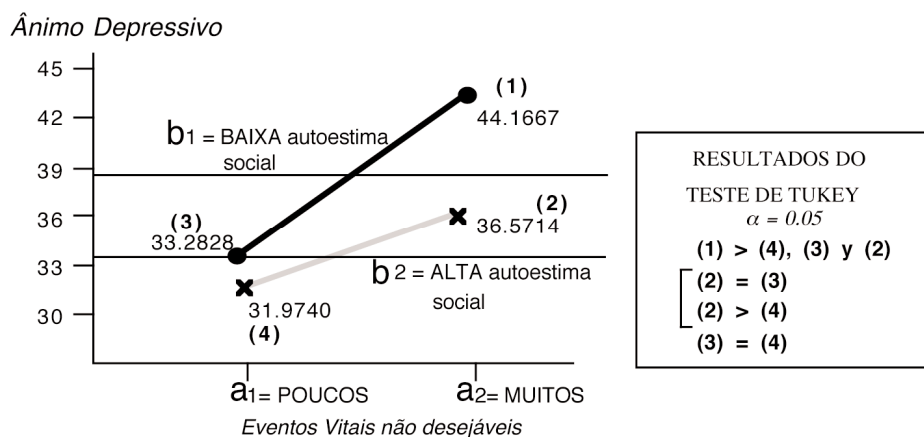 Ânimo Depressivo
45
42
39
36
33
30
(1)
44.1667
b1 = BAIXA autoestima
social
(2)
36.5714
(3)
33.2828
b 2 = ALTA autoestima
social
31.9740
(4)
a1= POUCOS
a2= MUITOS
Eventos Vitais não desejáveis
RESULTADOS DO
TESTE DE TUKEY
α = 0.05
(1) > (4), (3) y (2)
(2) = (3)
(2) > (4)
(3) = (4)